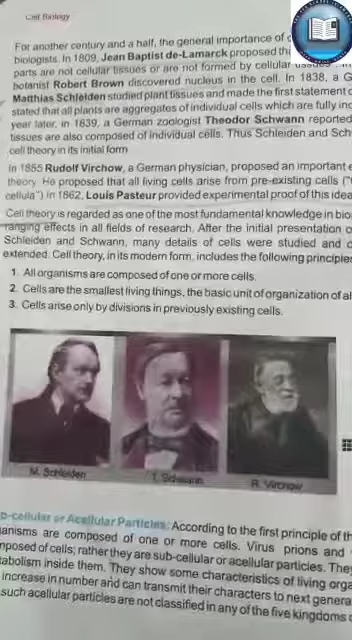 Cell Biology
For another century and a half, the general importance of
biologists. In 1809, Jean Baptist de-Lamarck proposed
parts are not cellular tissues or are not formed by cellular tissues
botanist Robert Brown discovered nucleus in the cell. In 1838, a G
Matthias Schleiden studied plant tissues and made the first statement
stated that all plants are aggregates of individual cells which are fully
year later, in 1839, a German zoologist Theodor Schwann reported
tissues are also composed of individual cells. Thus Schleiden and Sch
cell theory in its initial form
In 1855 Rudolf Virchow, a German physician, proposed an important
theory. He proposed that all living cells arise from pre-existing cells ("
cellula") in 1862, Louis Pasteur provided experimental proof of this idea
Cell theory is regarded as one of the most fundamental knowledge in bio
ranging effects in all fields of research. After the initial presentation o
Schleiden and Schwann, many details of cells were studied and
extended. Cell theory, in its modern form, includes the following principles
1. All organisms are composed of one or more cells.
2. Cells are the smallest living things, the basic unit of organization of al
3. Cells arise only by divisions in previously existing cells.
M. Schleiden
T. Schwann
R. Virchow
b-cellular or Acellular Particles: According to the first principle of th
anisms are composed of one or more cells. Virus prions and
mposed of cells; rather they are sub-cellular or acellular particles. They
tabolism inside them. They show some characteristics of living orga
increase in number and can transmit their characters to next genera
such acellular particles are not classified in any of the five kingdoms